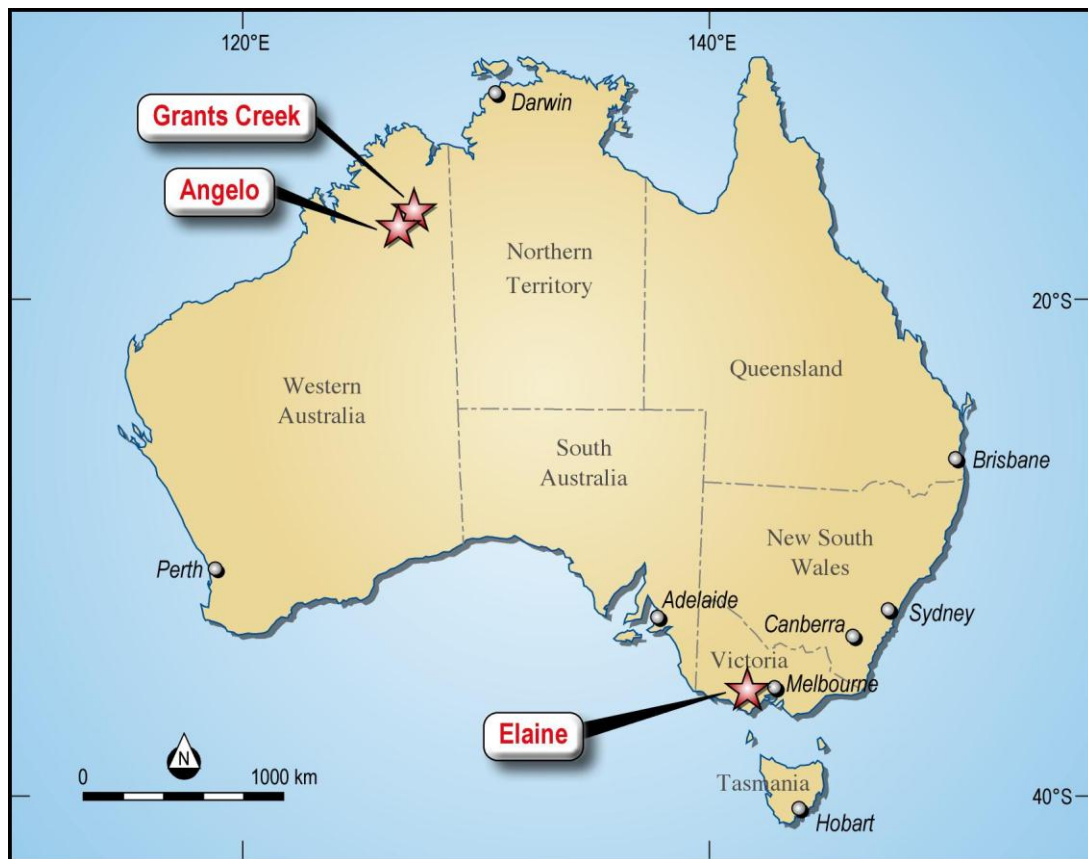 120°E
140°E
Grants Creek
Darwin
Angelo
Northern
Territory
20°S
Queensland
Western
Australia
South
Australia
Brisbane
New South
Wales
Perth
Adelaide
Sydney
Canberra
Victoria
Melbourne
Elaine
N
0
1000 km
Tasmania
40°S
Hobart